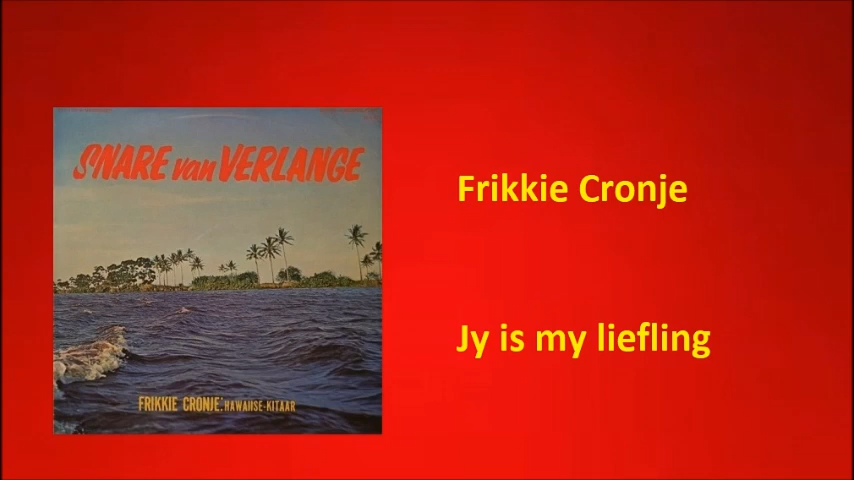 SNARE van VERLANGE
FRIKKIE CRONJE: HAWAIISE-KITAAR
Frikkie Cronje
Jy is my liefling